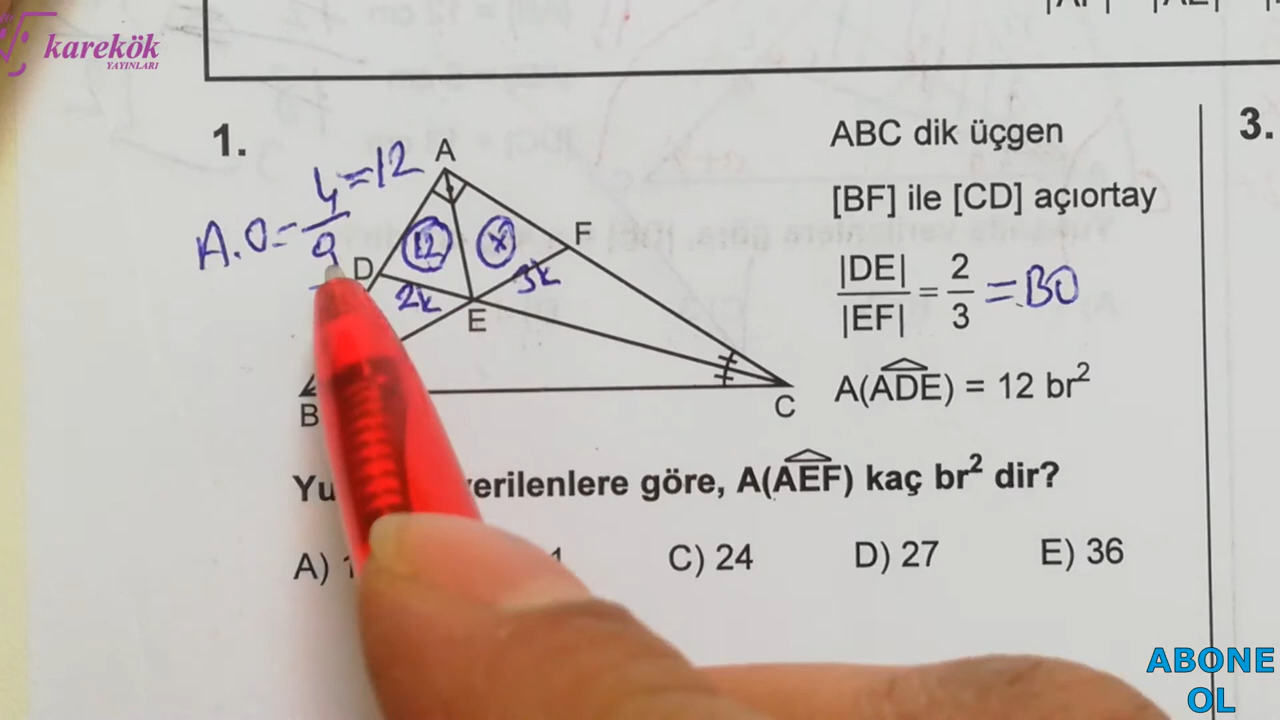 karekök
YAYINLARI
1.
3.
ABC dik üçgen
[BF] ile [CD] açıortay
|DE| / |EF| = 2 / 3 = BO
A(ADE) = 12 br²
A.O = 4 / 9 = 12
A
12
x
F
D
2k
3k
E
B
C
verilenlere göre, A(AEF) kaç br² dir?
A)
C) 24
D) 27
E) 36
ABONE
OL